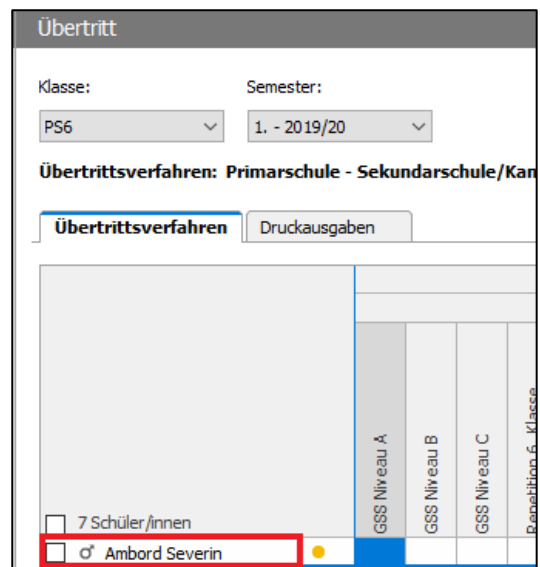 Übertritt
Klasse: Semester:
PS6 1. - 2019/20
Übertrittsverfahren: Primarschule - Sekundarschule/Kan
Übertrittsverfahren Druckausgaben
GSS Niveau A
GSS Niveau B
GSS Niveau C
Repetition 6. Klasse
7 Schüler/innen
Ambord Severin